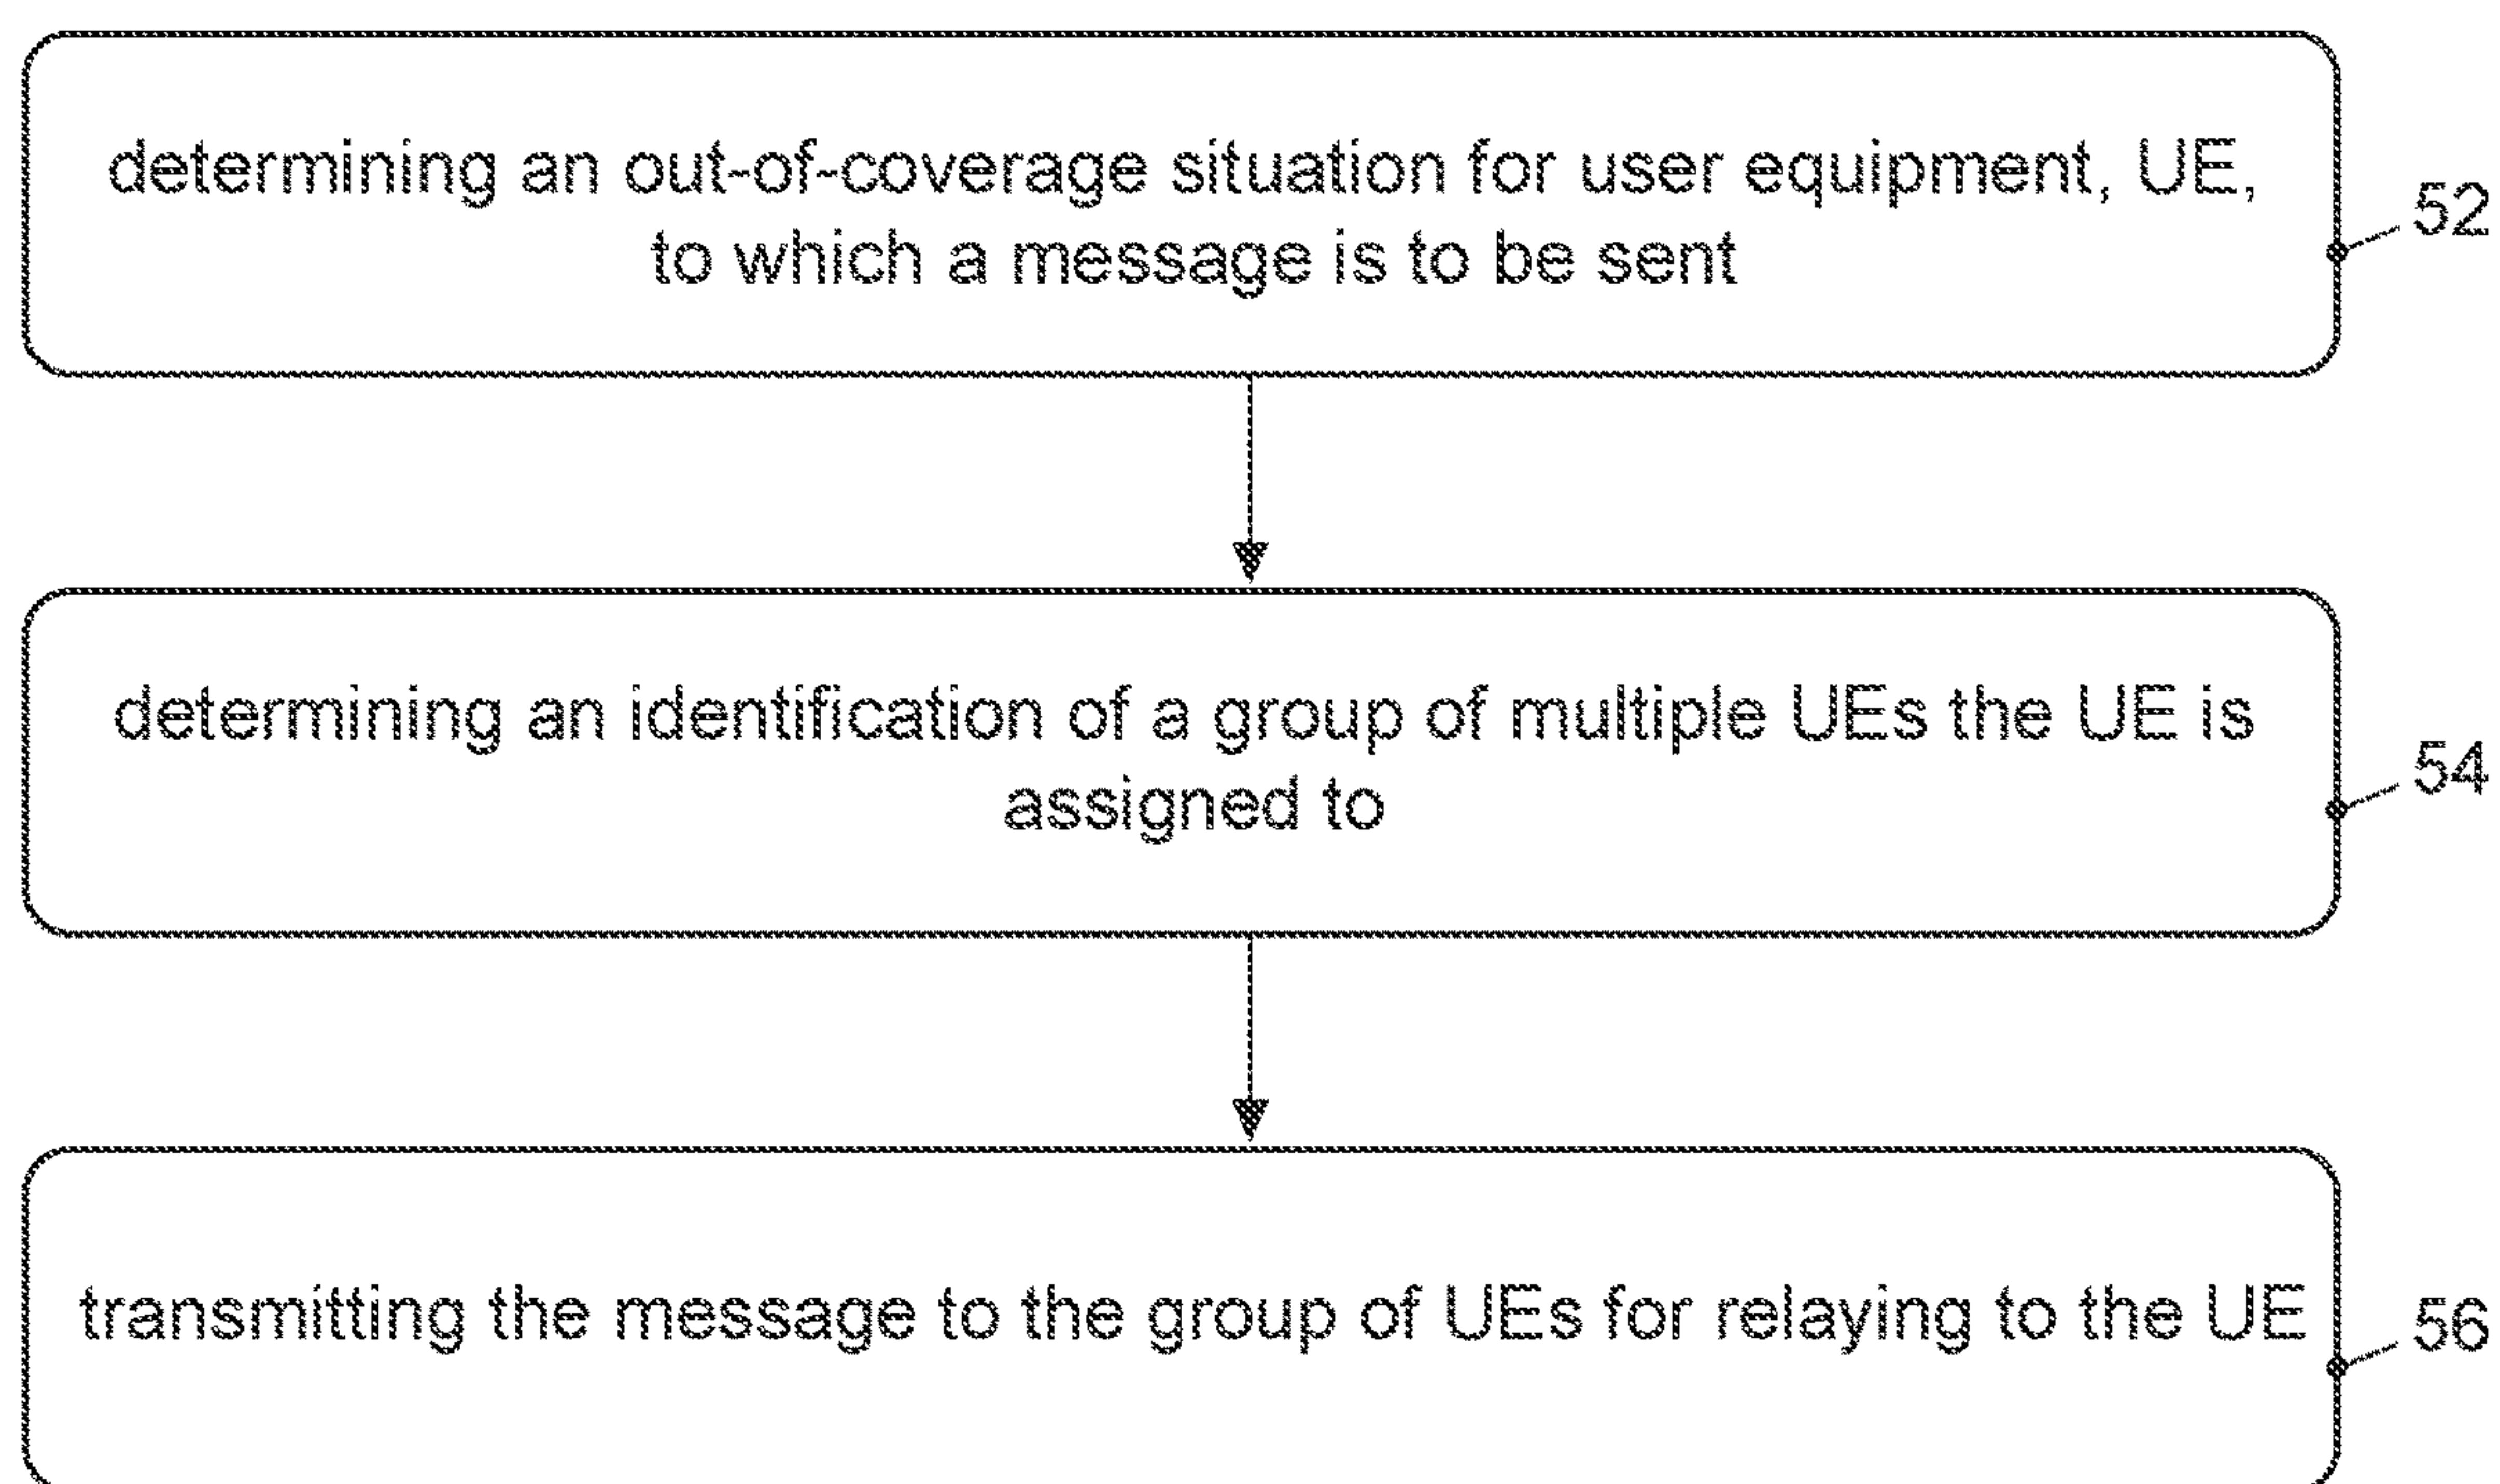 determining an out-of-coverage situation for user equipment, UE,
to which a message is to be sent
52
determining an identification of a group of multiple UEs the UE is
assigned to
54
transmitting the message to the group of UEs for relaying to the UE
56